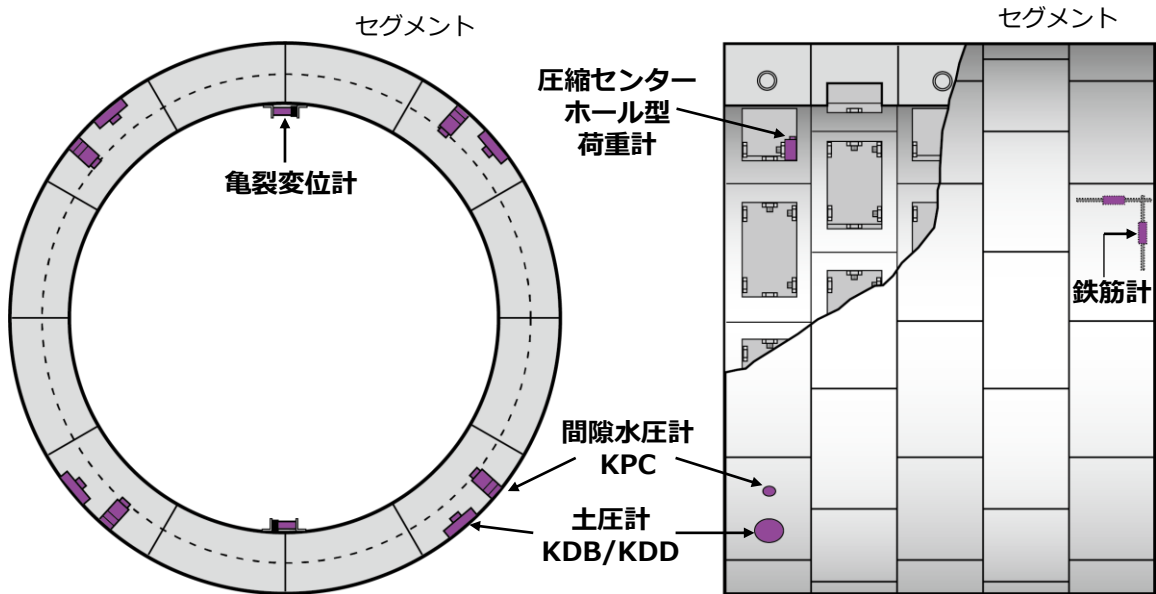 セグメント
セグメント
圧縮センター
ホール型
荷重計
亀裂変位計
鉄筋計
間隙水圧計
KPC
土圧計
KDB/KDD